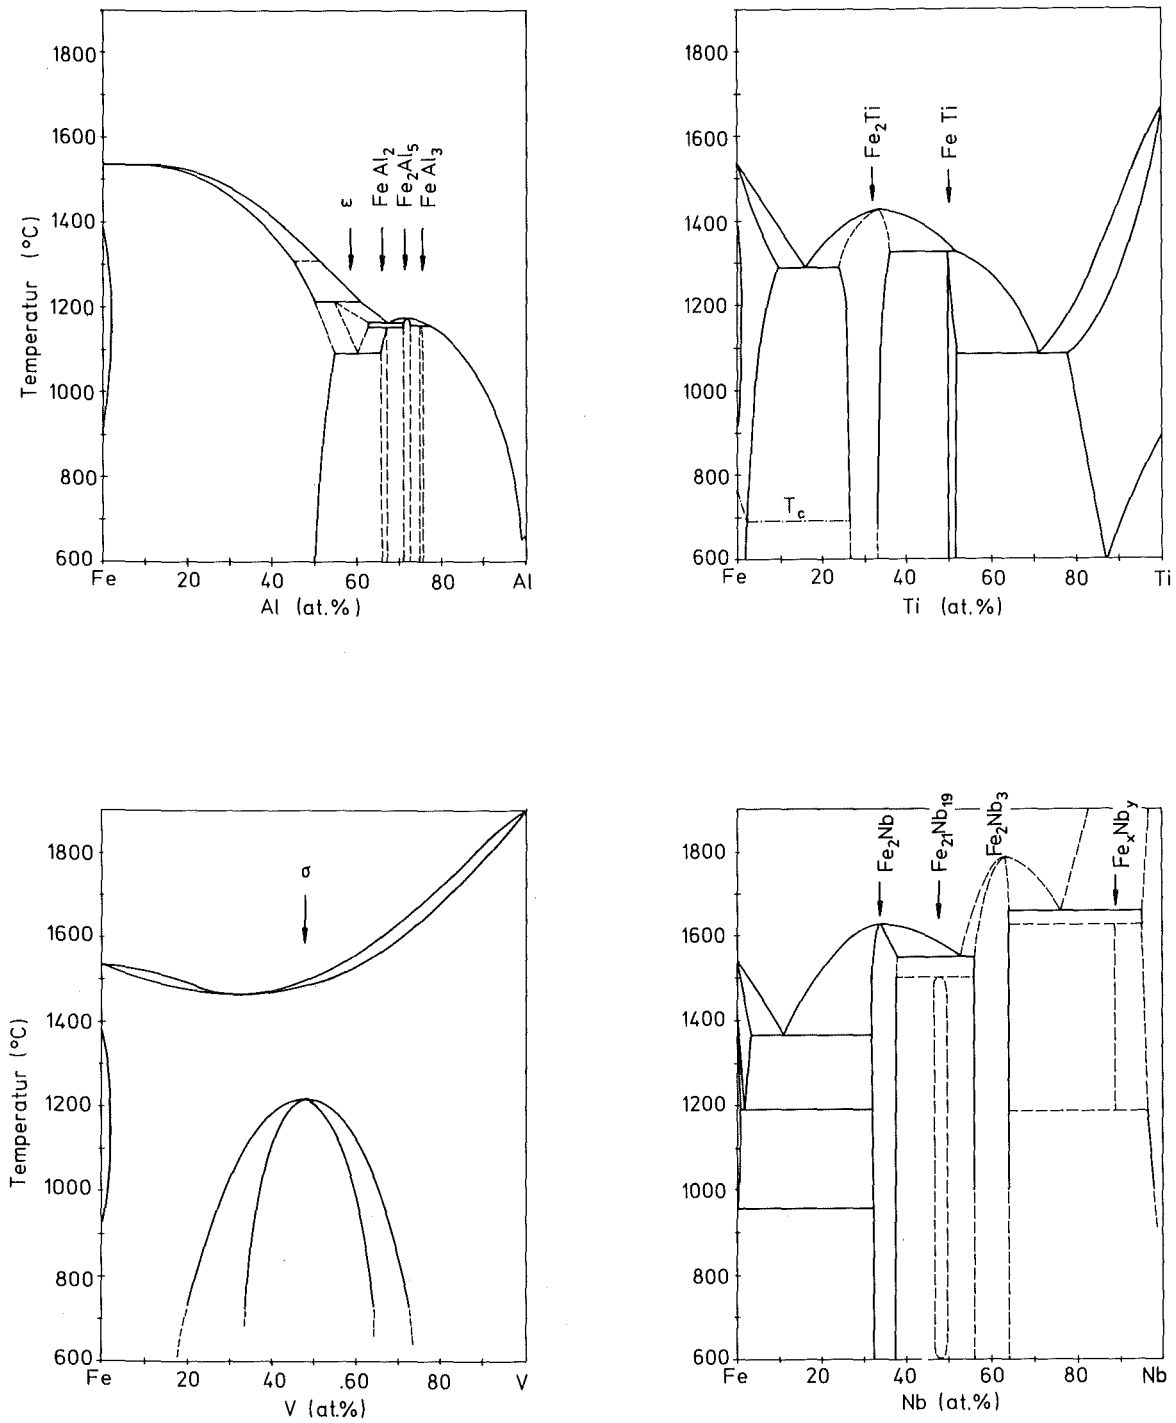 1800
1600
1400
1200
1000
800
600
Temperatur (°C)
ε
Fe Al2
Fe2Al5
Fe Al3
Fe 20 40 60 80 Al
Al (at.%)
1800
1600
1400
1200
1000
800
600
Fe2Ti
Fe Ti
Tc
Fe 20 40 60 80 Ti
Ti (at.%)
1800
1600
1400
1200
1000
800
600
Temperatur (°C)
σ
Fe 20 40 .60 80 V
V (at.%)
1800
1600
1400
1200
1000
800
600
Fe2Nb
Fe21Nb19
Fe2Nb3
FexNby
Fe 20 40 60 80 Nb
Nb (at.%)